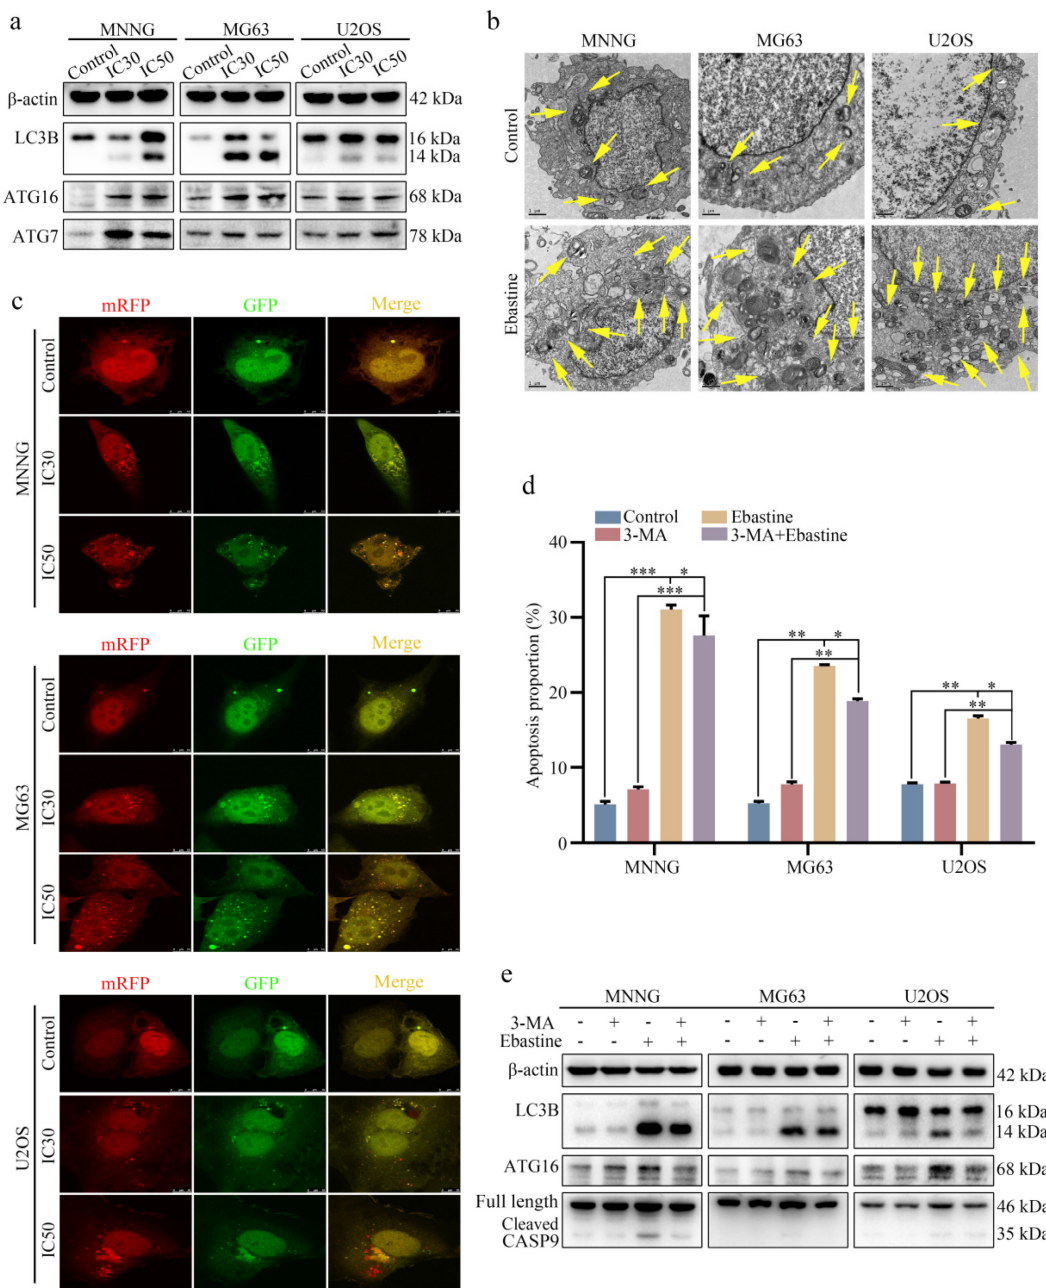 a
MNNG MG63 U2OS
Control IC30 IC50 Control IC30 IC50 Control IC30 IC50
β-actin 42 kDa
LC3B 16 kDa
14 kDa
ATG16 68 kDa
ATG7 78 kDa
b
MNNG MG63 U2OS
Control
Ebastine
c
mRFP GFP Merge
MNNG
Control
IC30
IC50
mRFP GFP Merge
MG63
Control
IC30
IC50
mRFP GFP Merge
U2OS
Control
IC30
IC50
d
Control Ebastine
3-MA 3-MA+Ebastine
Apoptosis proportion (%)
40
30
20
10
0
*** *
***
** *
**
** *
**
MNNG MG63 U2OS
e
MNNG MG63 U2OS
3-MA - + - + - + - + - + - +
Ebastine - - + + - - + + - - + +
β-actin 42 kDa
LC3B 16 kDa
14 kDa
ATG16 68 kDa
Full length 46 kDa
Cleaved
CASP9 35 kDa